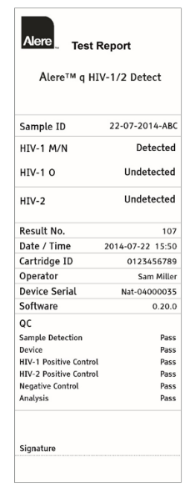 Alere™ Test Report
Alere™ q HIV-1/2 Detect
Sample ID 22-07-2014-ABC
HIV-1 M/N Detected
HIV-1 O Undetected
HIV-2 Undetected
Result No. 107
Date / Time 2014-07-22 15:50
Cartridge ID 0123456789
Operator Sam Miller
Device Serial Nat-04000035
Software 0.20.0
QC
Sample Detection Pass
Device Pass
HIV-1 Positive Control Pass
HIV-2 Positive Control Pass
Negative Control Pass
Analysis Pass
Signature